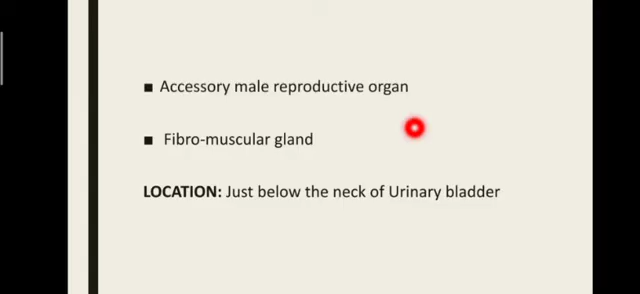 ■ Accessory male reproductive organ
■ Fibro-muscular gland
LOCATION: Just below the neck of Urinary bladder